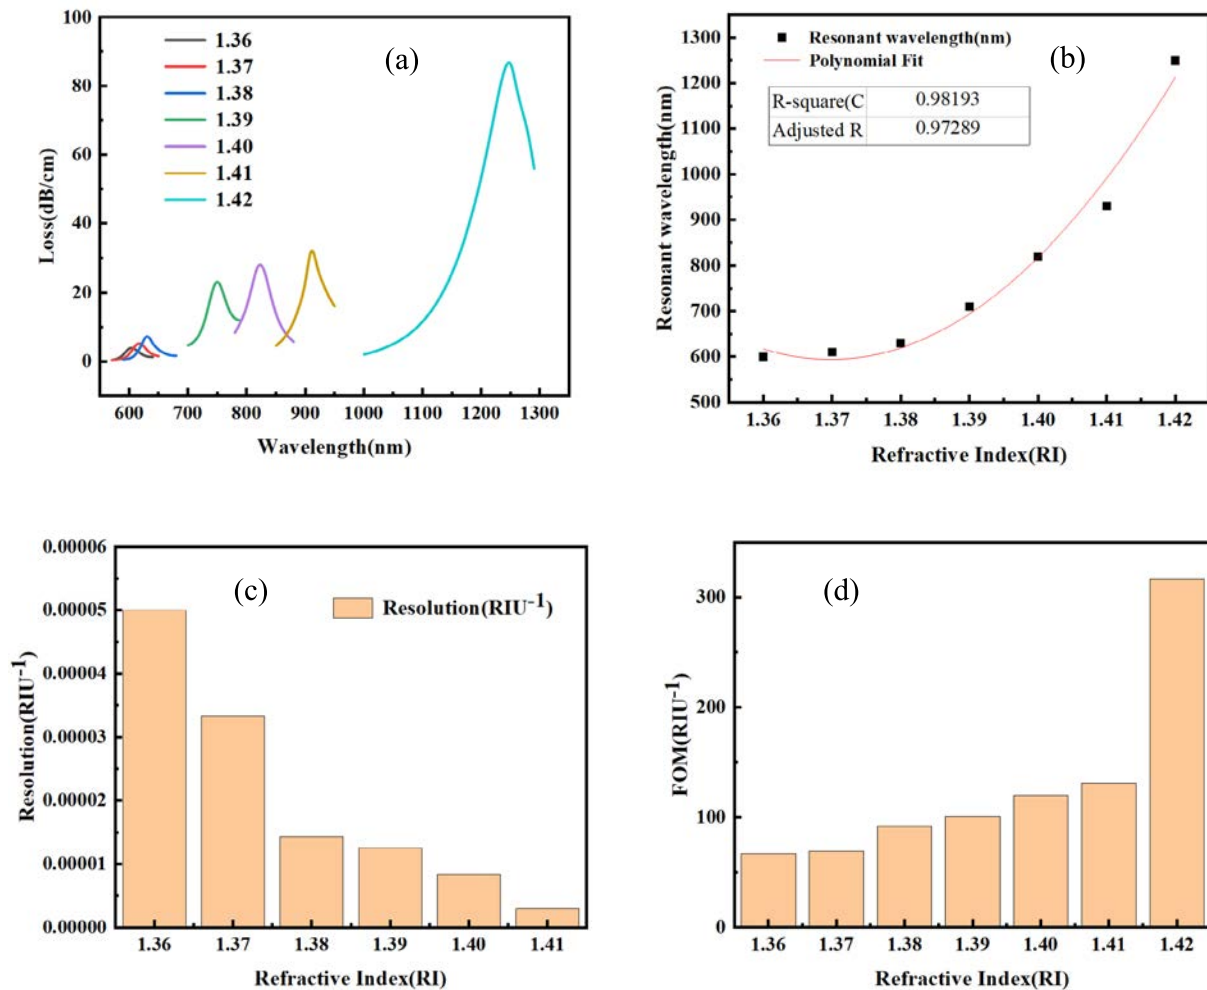 100
80
60
40
20
0
Loss(dB/cm)
1.36
1.37
1.38
1.39
1.40
1.41
1.42
(a)
600 700 800 900 1000 1100 1200 1300
Wavelength(nm)
1300
1200
1100
1000
900
800
700
600
500
Resonant wavelength(nm)
Resonant wavelength(nm)
Polynomial Fit
(b)
R-square(C 0.98193
Adjusted R 0.97289
1.36 1.37 1.38 1.39 1.40 1.41 1.42
Refractive Index(RI)
0.00006
0.00005
0.00004
0.00003
0.00002
0.00001
0.00000
Resolution(RIU⁻¹)
(c)
Resolution(RIU⁻¹)
1.36 1.37 1.38 1.39 1.40 1.41
Refractive Index(RI)
300
200
100
0
FOM(RIU⁻¹)
(d)
1.36 1.37 1.38 1.39 1.40 1.41 1.42
Refractive Index(RI)